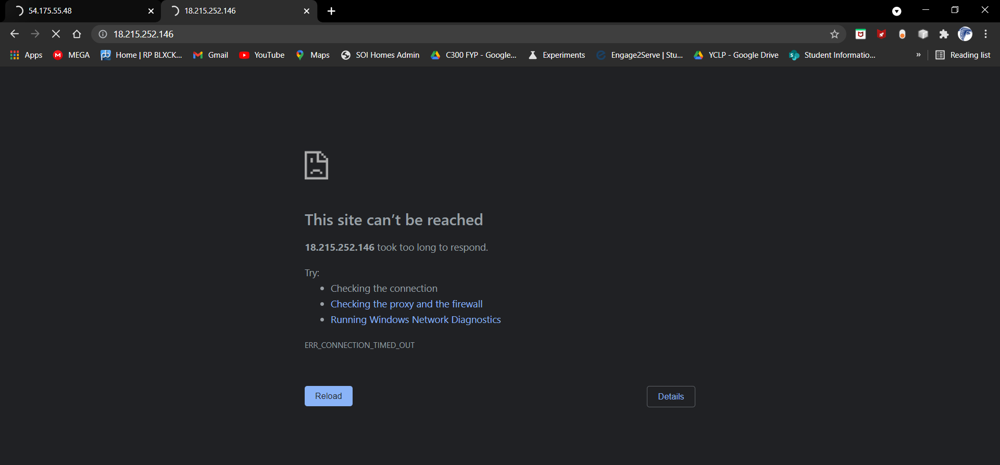 54.175.55.48
18.215.252.146
18.215.252.146
Apps
MEGA
Home | RP BLXCK...
Gmail
YouTube
Maps
SOI Homes Admin
C300 FYP - Google...
Experiments
Engage2Serve | Stu...
YCLP - Google Drive
Student Informatio...
»
Reading list
This site can’t be reached
18.215.252.146 took too long to respond.
Try:
• Checking the connection
• Checking the proxy and the firewall
• Running Windows Network Diagnostics
ERR_CONNECTION_TIMED_OUT
Reload
Details